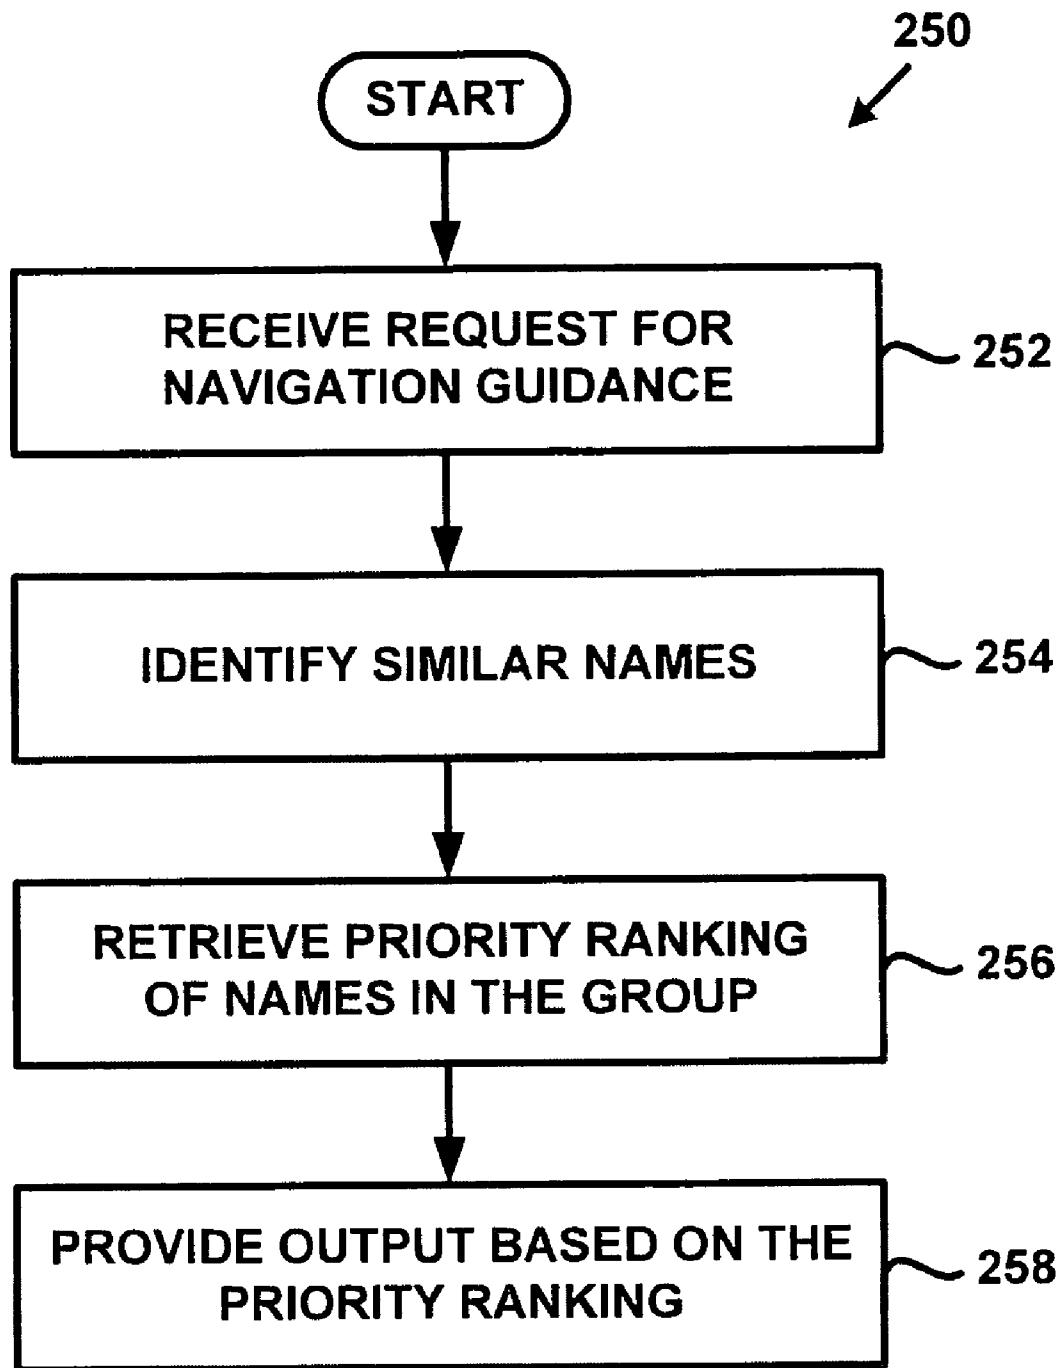 250
START
RECEIVE REQUEST FOR
NAVIGATION GUIDANCE
252
IDENTIFY SIMILAR NAMES
254
RETRIEVE PRIORITY RANKING
OF NAMES IN THE GROUP
256
PROVIDE OUTPUT BASED ON THE
PRIORITY RANKING
258